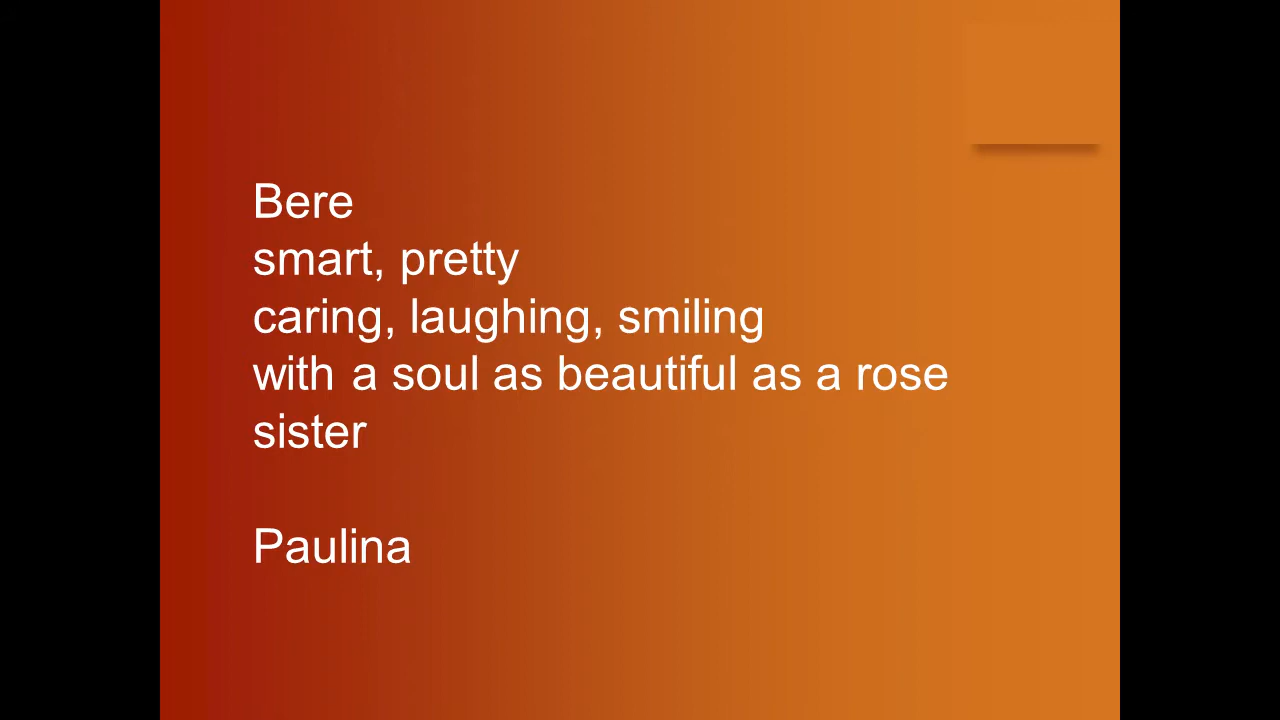 Bere
smart, pretty
caring, laughing, smiling
with a soul as beautiful as a rose
sister
Paulina